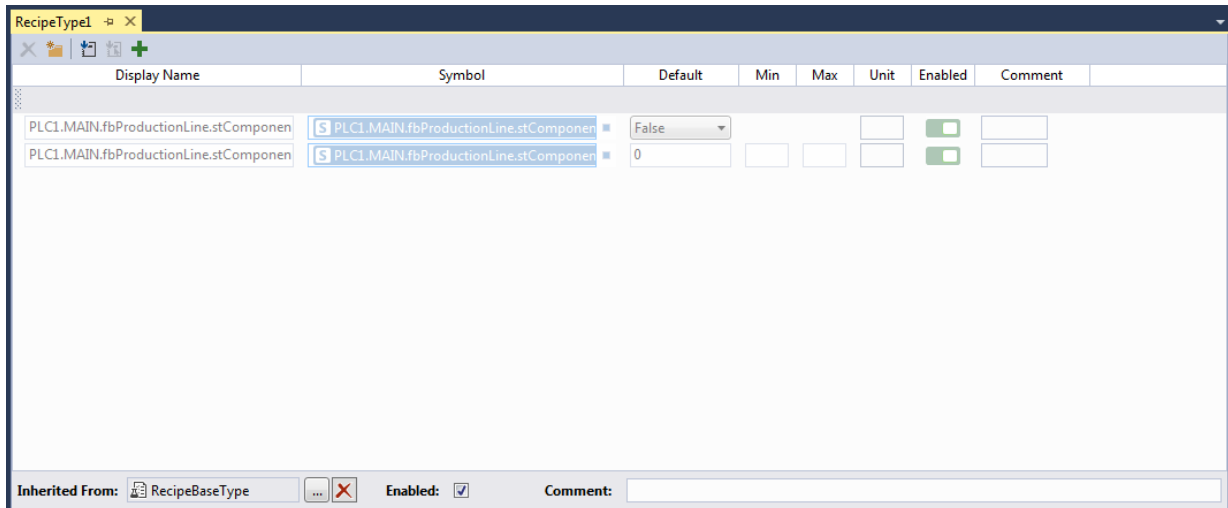 RecipeType1
Display Name Symbol Default Min Max Unit Enabled Comment
PLC1.MAIN.fbProductionLine.stComponen S PLC1.MAIN.fbProductionLine.stComponen False
PLC1.MAIN.fbProductionLine.stComponen S PLC1.MAIN.fbProductionLine.stComponen 0
Inherited From: RecipeBaseType ... Enabled: Comment: